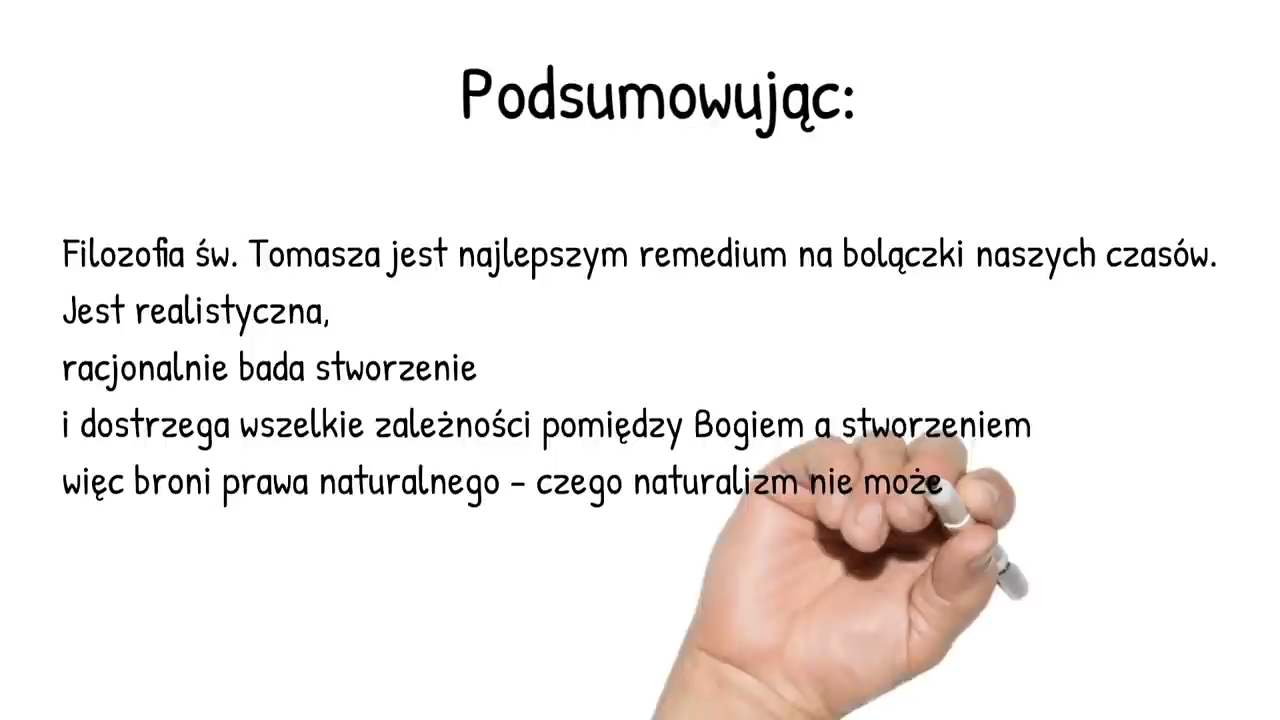 Podsumowując:
Filozofia św. Tomasza jest najlepszym remedium na bolączki naszych czasów.
Jest realistyczna,
racjonalnie bada stworzenie
i dostrzega wszelkie zależności pomiędzy Bogiem a stworzeniem
więc broni prawa naturalnego - czego naturalizm nie może